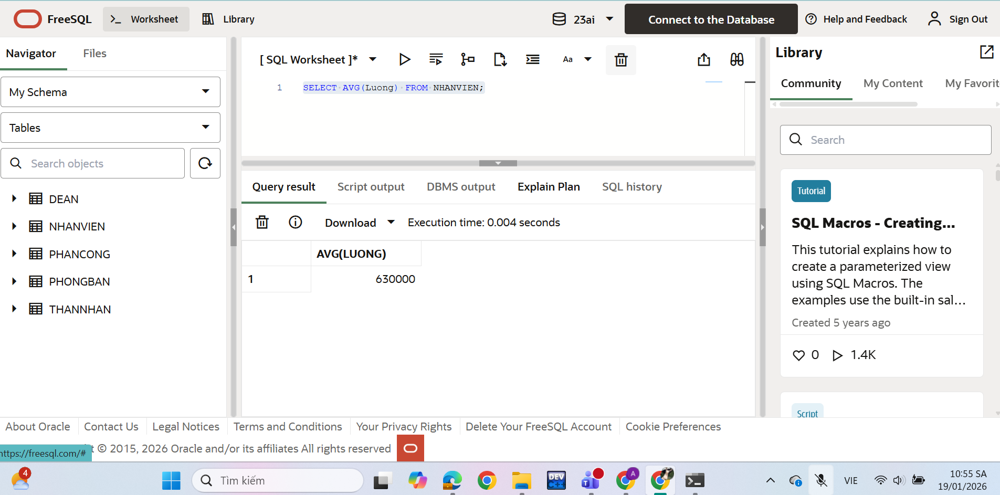 FreeSQL
Worksheet
Library
23ai
Connect to the Database
Help and Feedback
Sign Out
Navigator
Files
My Schema
Tables
Search objects
DEAN
NHANVIEN
PHANCONG
PHONGBAN
THANNHAN
[ SQL Worksheet ]*
Aa
1 SELECT AVG(Luong) FROM NHANVIEN;
Query result
Script output
DBMS output
Explain Plan
SQL history
Download
Execution time: 0.004 seconds
AVG(LUONG)
1 630000
Library
Community
My Content
My Favorit
Search
Tutorial
SQL Macros - Creating...
This tutorial explains how to
create a parameterized view
using SQL Macros. The
examples use the built-in sal...
Created 5 years ago
0 1.4K
Script
About Oracle
Contact Us
Legal Notices
Terms and Conditions
Your Privacy Rights
Delete Your FreeSQL Account
Cookie Preferences
https://freesql.com/#
t © 2015, 2026 Oracle and/or its affiliates All rights reserved
4
Tìm kiếm
DEV
C++
T
A
VIE
10:55 SA
19/01/2026